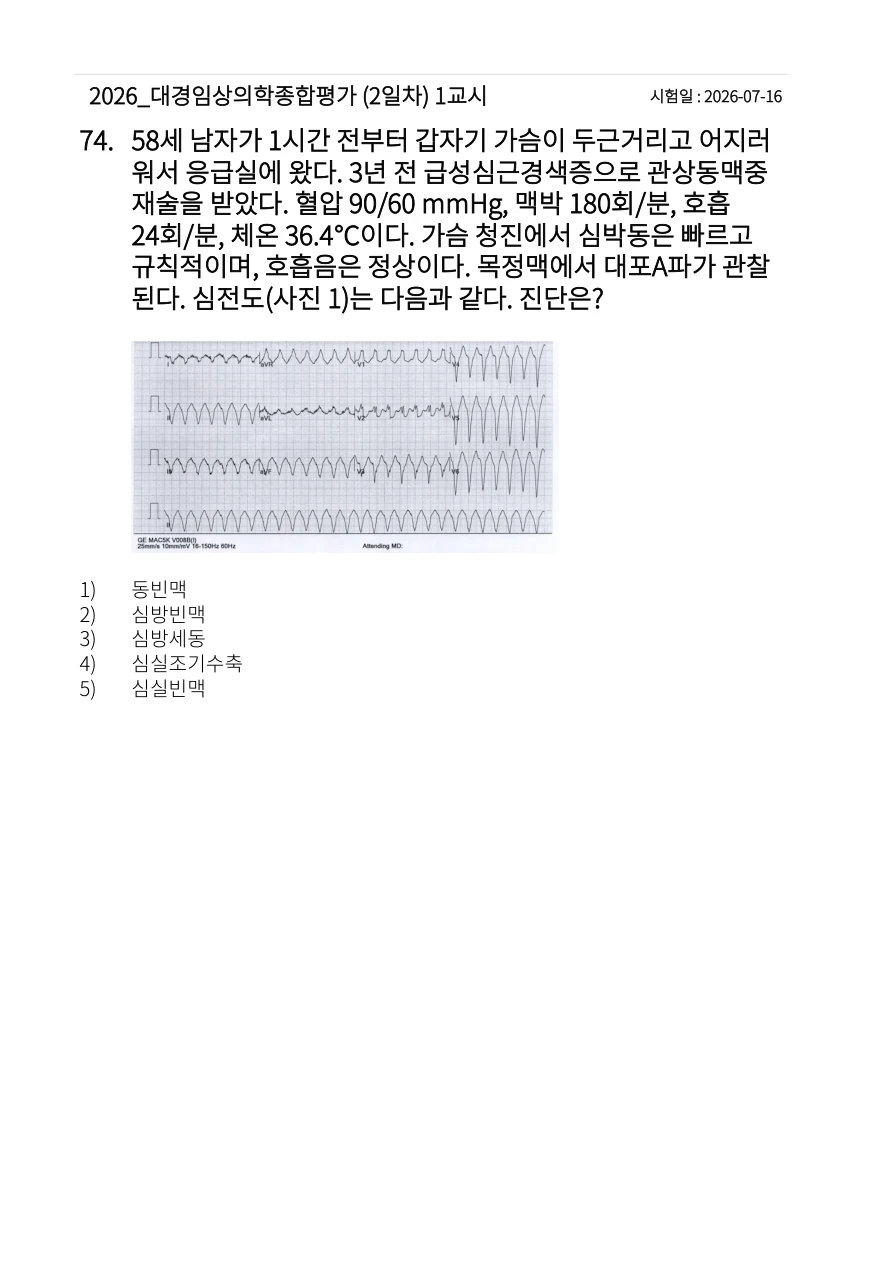 2026_대경임상의학종합평가 (2일차) 1교시
시험일 : 2026-07-16
74. 58세 남자가 1시간 전부터 갑자기 가슴이 두근거리고 어지러
워서 응급실에 왔다. 3년 전 급성심근경색증으로 관상동맥중
재술을 받았다. 혈압 90/60 mmHg, 맥박 180회/분, 호흡
24회/분, 체온 36.4°C이다. 가슴 청진에서 심박동은 빠르고
규칙적이며, 호흡음은 정상이다. 목정맥에서 대포A파가 관찰
된다. 심전도(사진 1)는 다음과 같다. 진단은?
I aVR V1 V4
II aVL V2 V5
III aVF V3 V6
II
GE MAC5K V008B(I)
25mm/s 10mm/mV 16-150Hz 60Hz
Attending MD:
1) 동빈맥
2) 심방빈맥
3) 심방세동
4) 심실조기수축
5) 심실빈맥